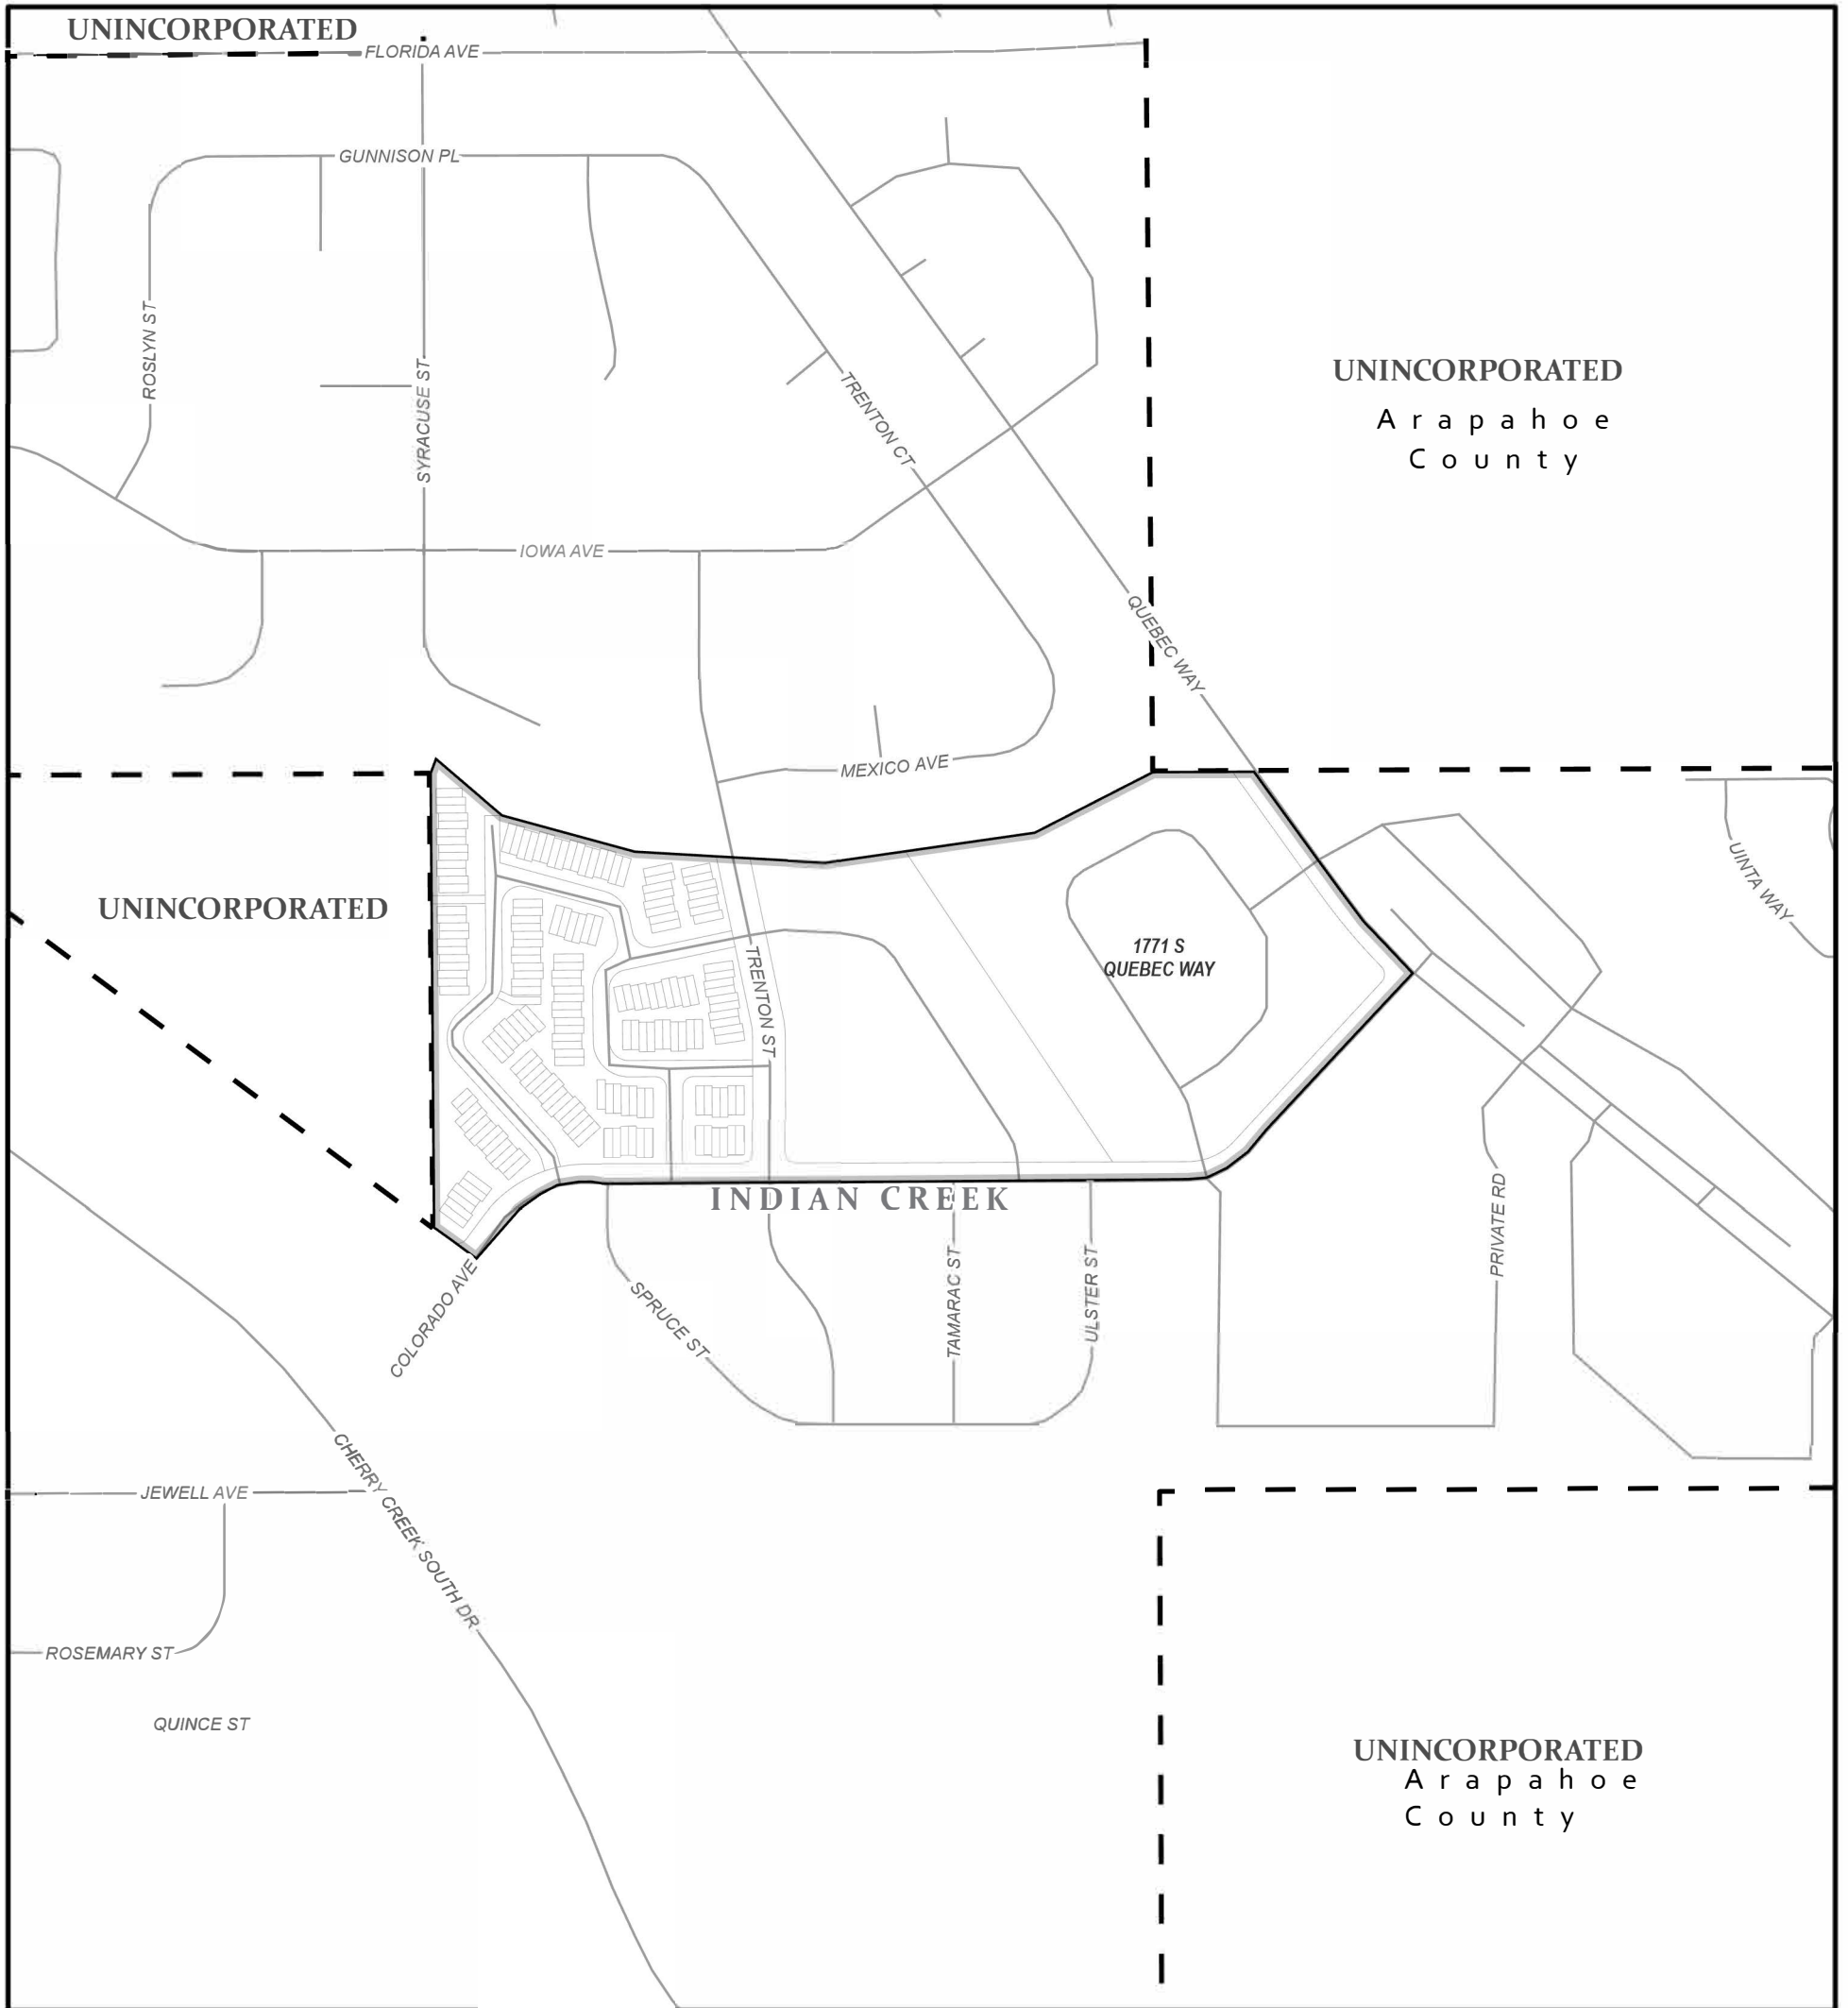 UNINCORPORATED
FLORIDA AVE
GUNNISON PL
ROSLYN ST
SYRACUSE ST
TRENTON CT
UNINCORPORATED
Arapahoe
County
IOWA AVE
QUEBEC WAY
MEXICO AVE
UINTA WAY
UNINCORPORATED
1771 S
QUEBEC WAY
TRENTON ST
INDIAN CREEK
COLORADO AVE
SPRUCE ST
TAMARAC ST
ULSTER ST
PRIVATE RD
CHERRY CREEK SOUTH DR
JEWELL AVE
ROSEMARY ST
QUINCE ST
UNINCORPORATED
Arapahoe
County